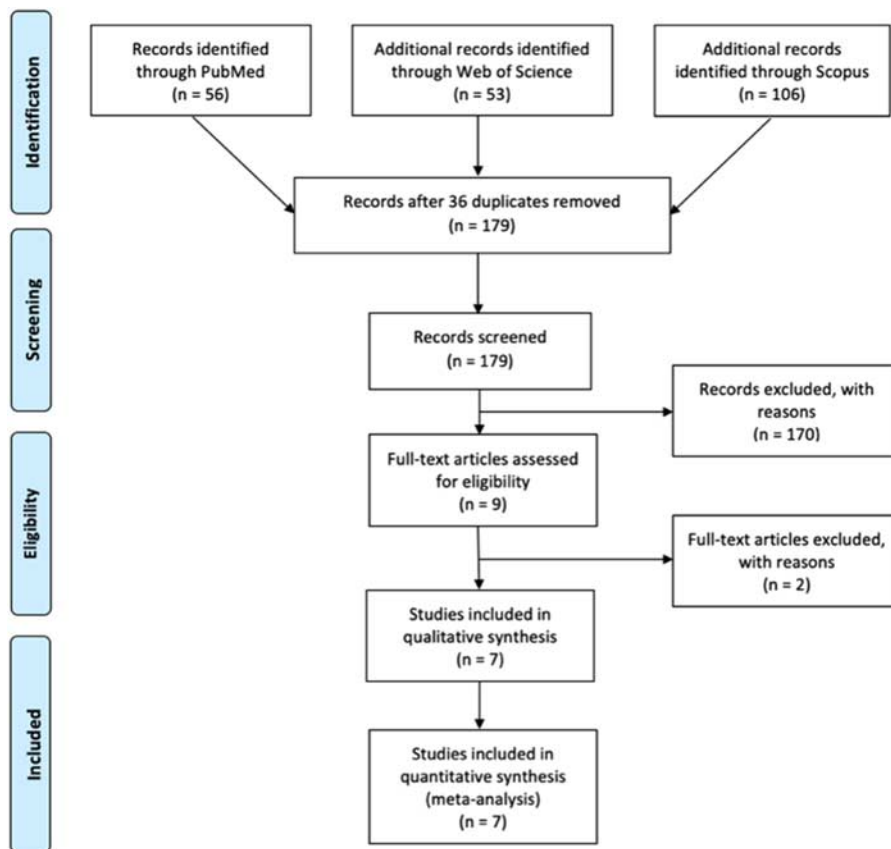 Identification
Records identified
through PubMed
(n = 56)
Additional records identified
through Web of Science
(n = 53)
Additional records
identified through Scopus
(n = 106)
Records after 36 duplicates removed
(n = 179)
Screening
Records screened
(n = 179)
Records excluded, with
reasons
(n = 170)
Eligibility
Full-text articles assessed
for eligibility
(n = 9)
Full-text articles excluded,
with reasons
(n = 2)
Studies included in
qualitative synthesis
(n = 7)
Included
Studies included in
quantitative synthesis
(meta-analysis)
(n = 7)